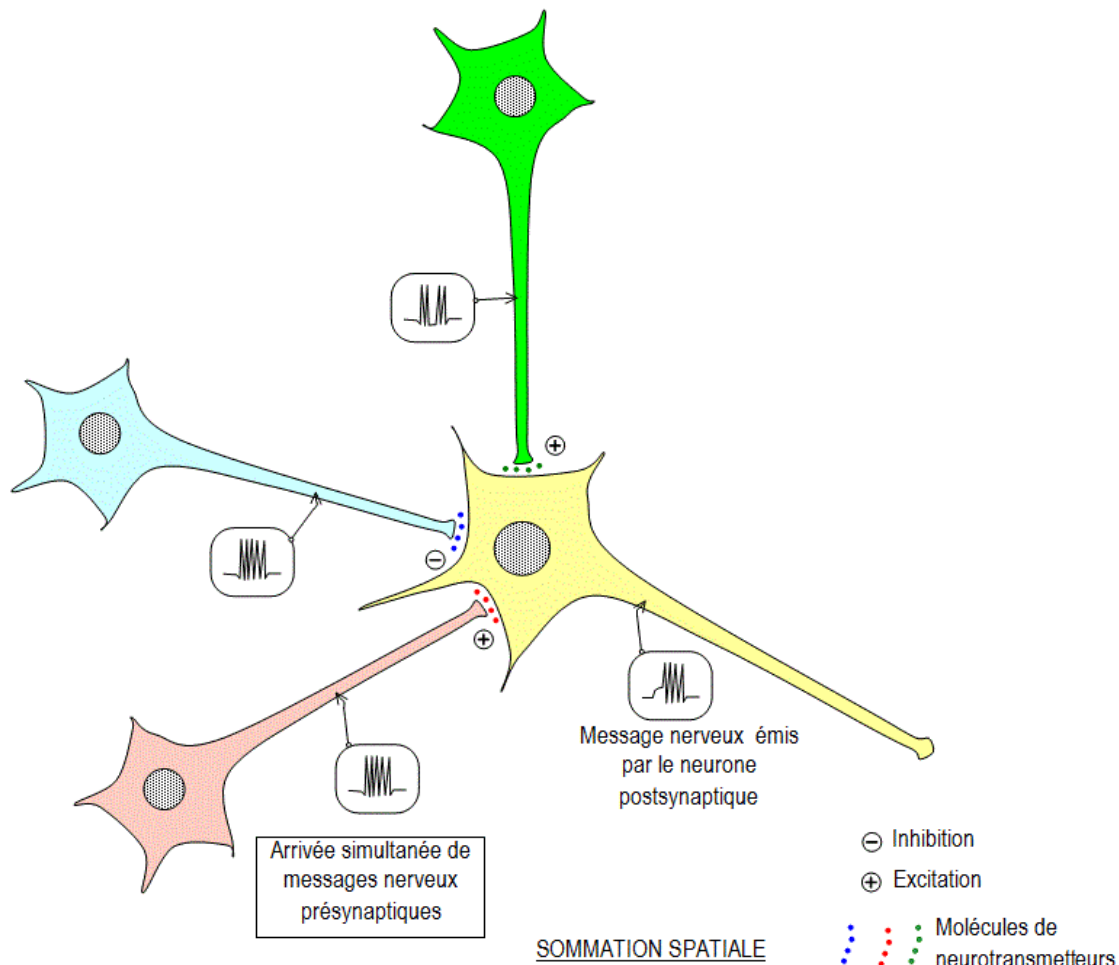 Message nerveux émis
par le neurone
postsynaptique
Arrivée simultanée de
messages nerveux
présynaptiques
Inhibition
Excitation
Molécules de
neurotransmetteurs
SOMMATION SPATIALE